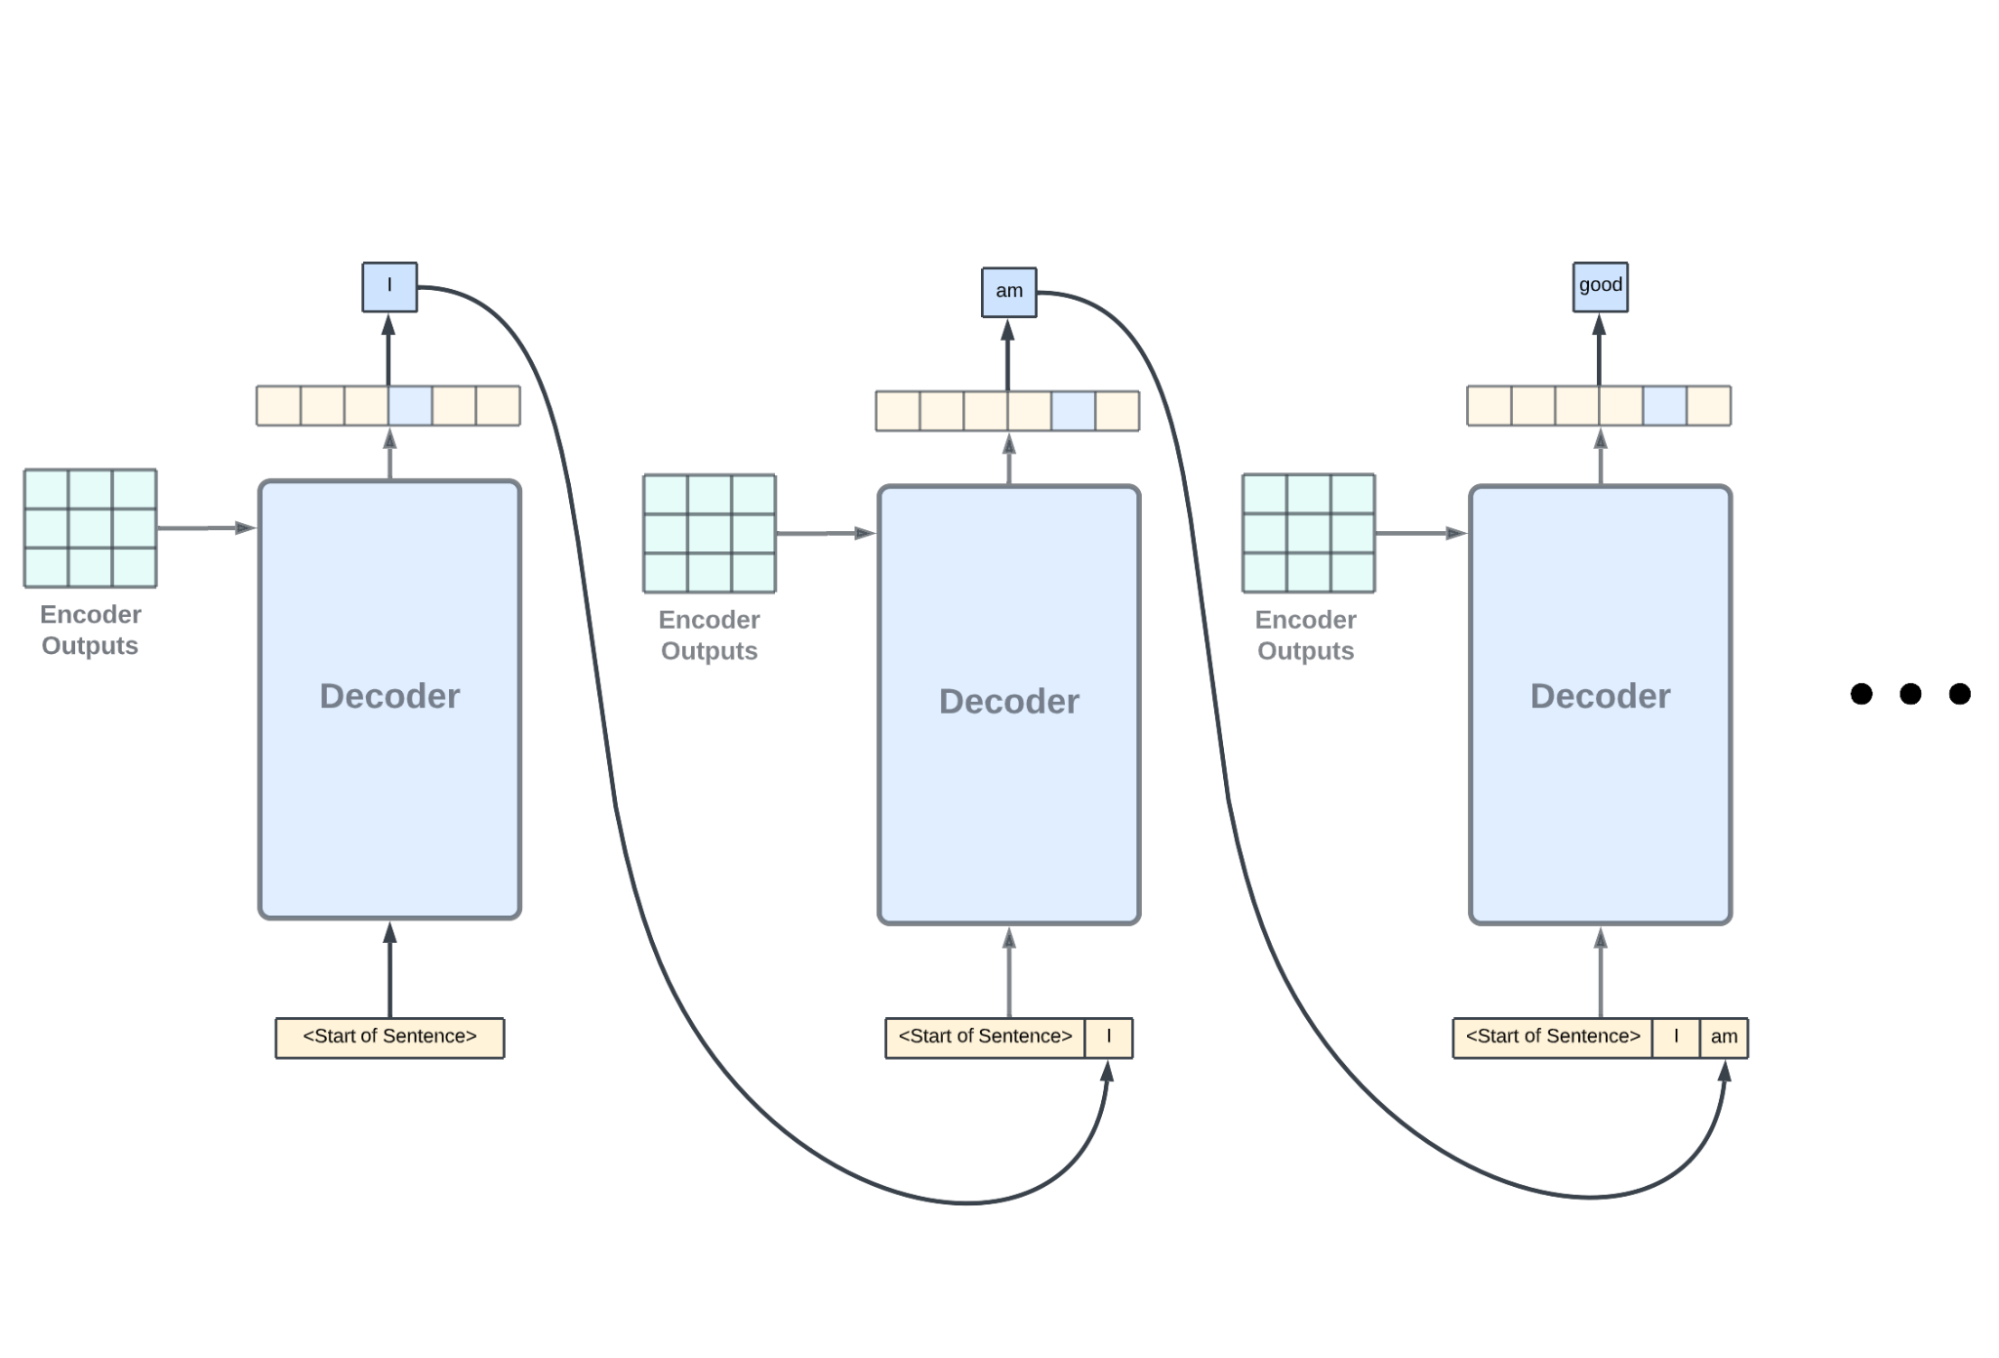 I
am
good
Encoder
Outputs
Encoder
Outputs
Encoder
Outputs
Decoder
Decoder
Decoder
<Start of Sentence>
<Start of Sentence> I
<Start of Sentence> I am